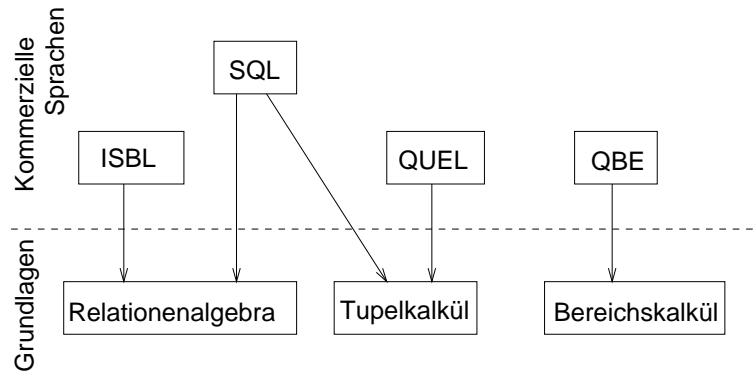 Kommerzielle
Sprachen
SQL
ISBL
QUEL
QBE
Grundlagen
Relationenalgebra
Tupelkalkül
Bereichskalkül